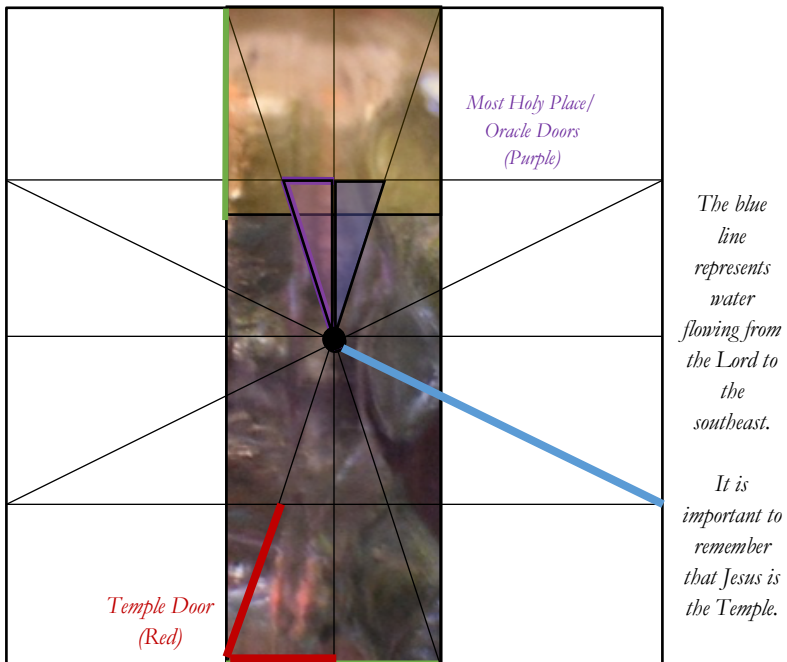 Most Holy Place/
Oracle Doors
(Purple)
The blue
line
represents
water
flowing from
the Lord to
the
southeast.
It is
important to
remember
that Jesus is
the Temple.
Temple Door
(Red)